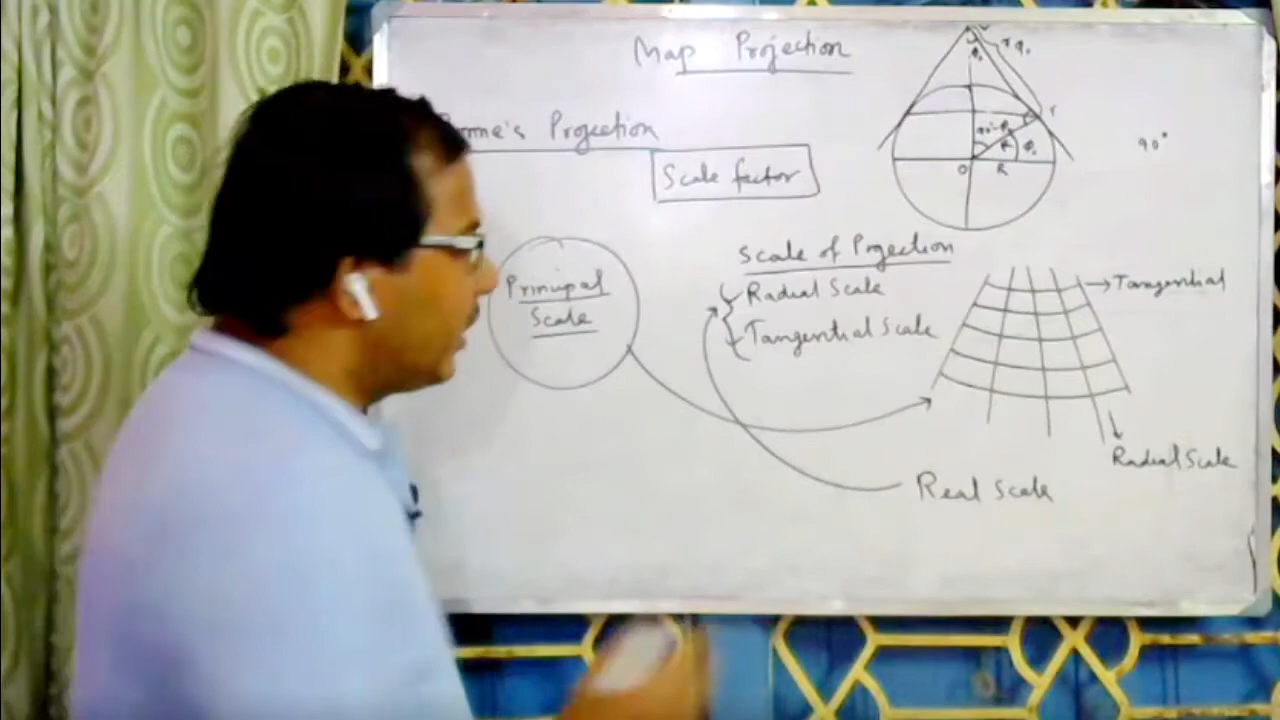 Map Projection
Projection
Scale factor
90°
Scale of Projection
Radial Scale
Tangential Scale
Principal
Scale
O
R
Tangential
Radial Scale
Real Scale